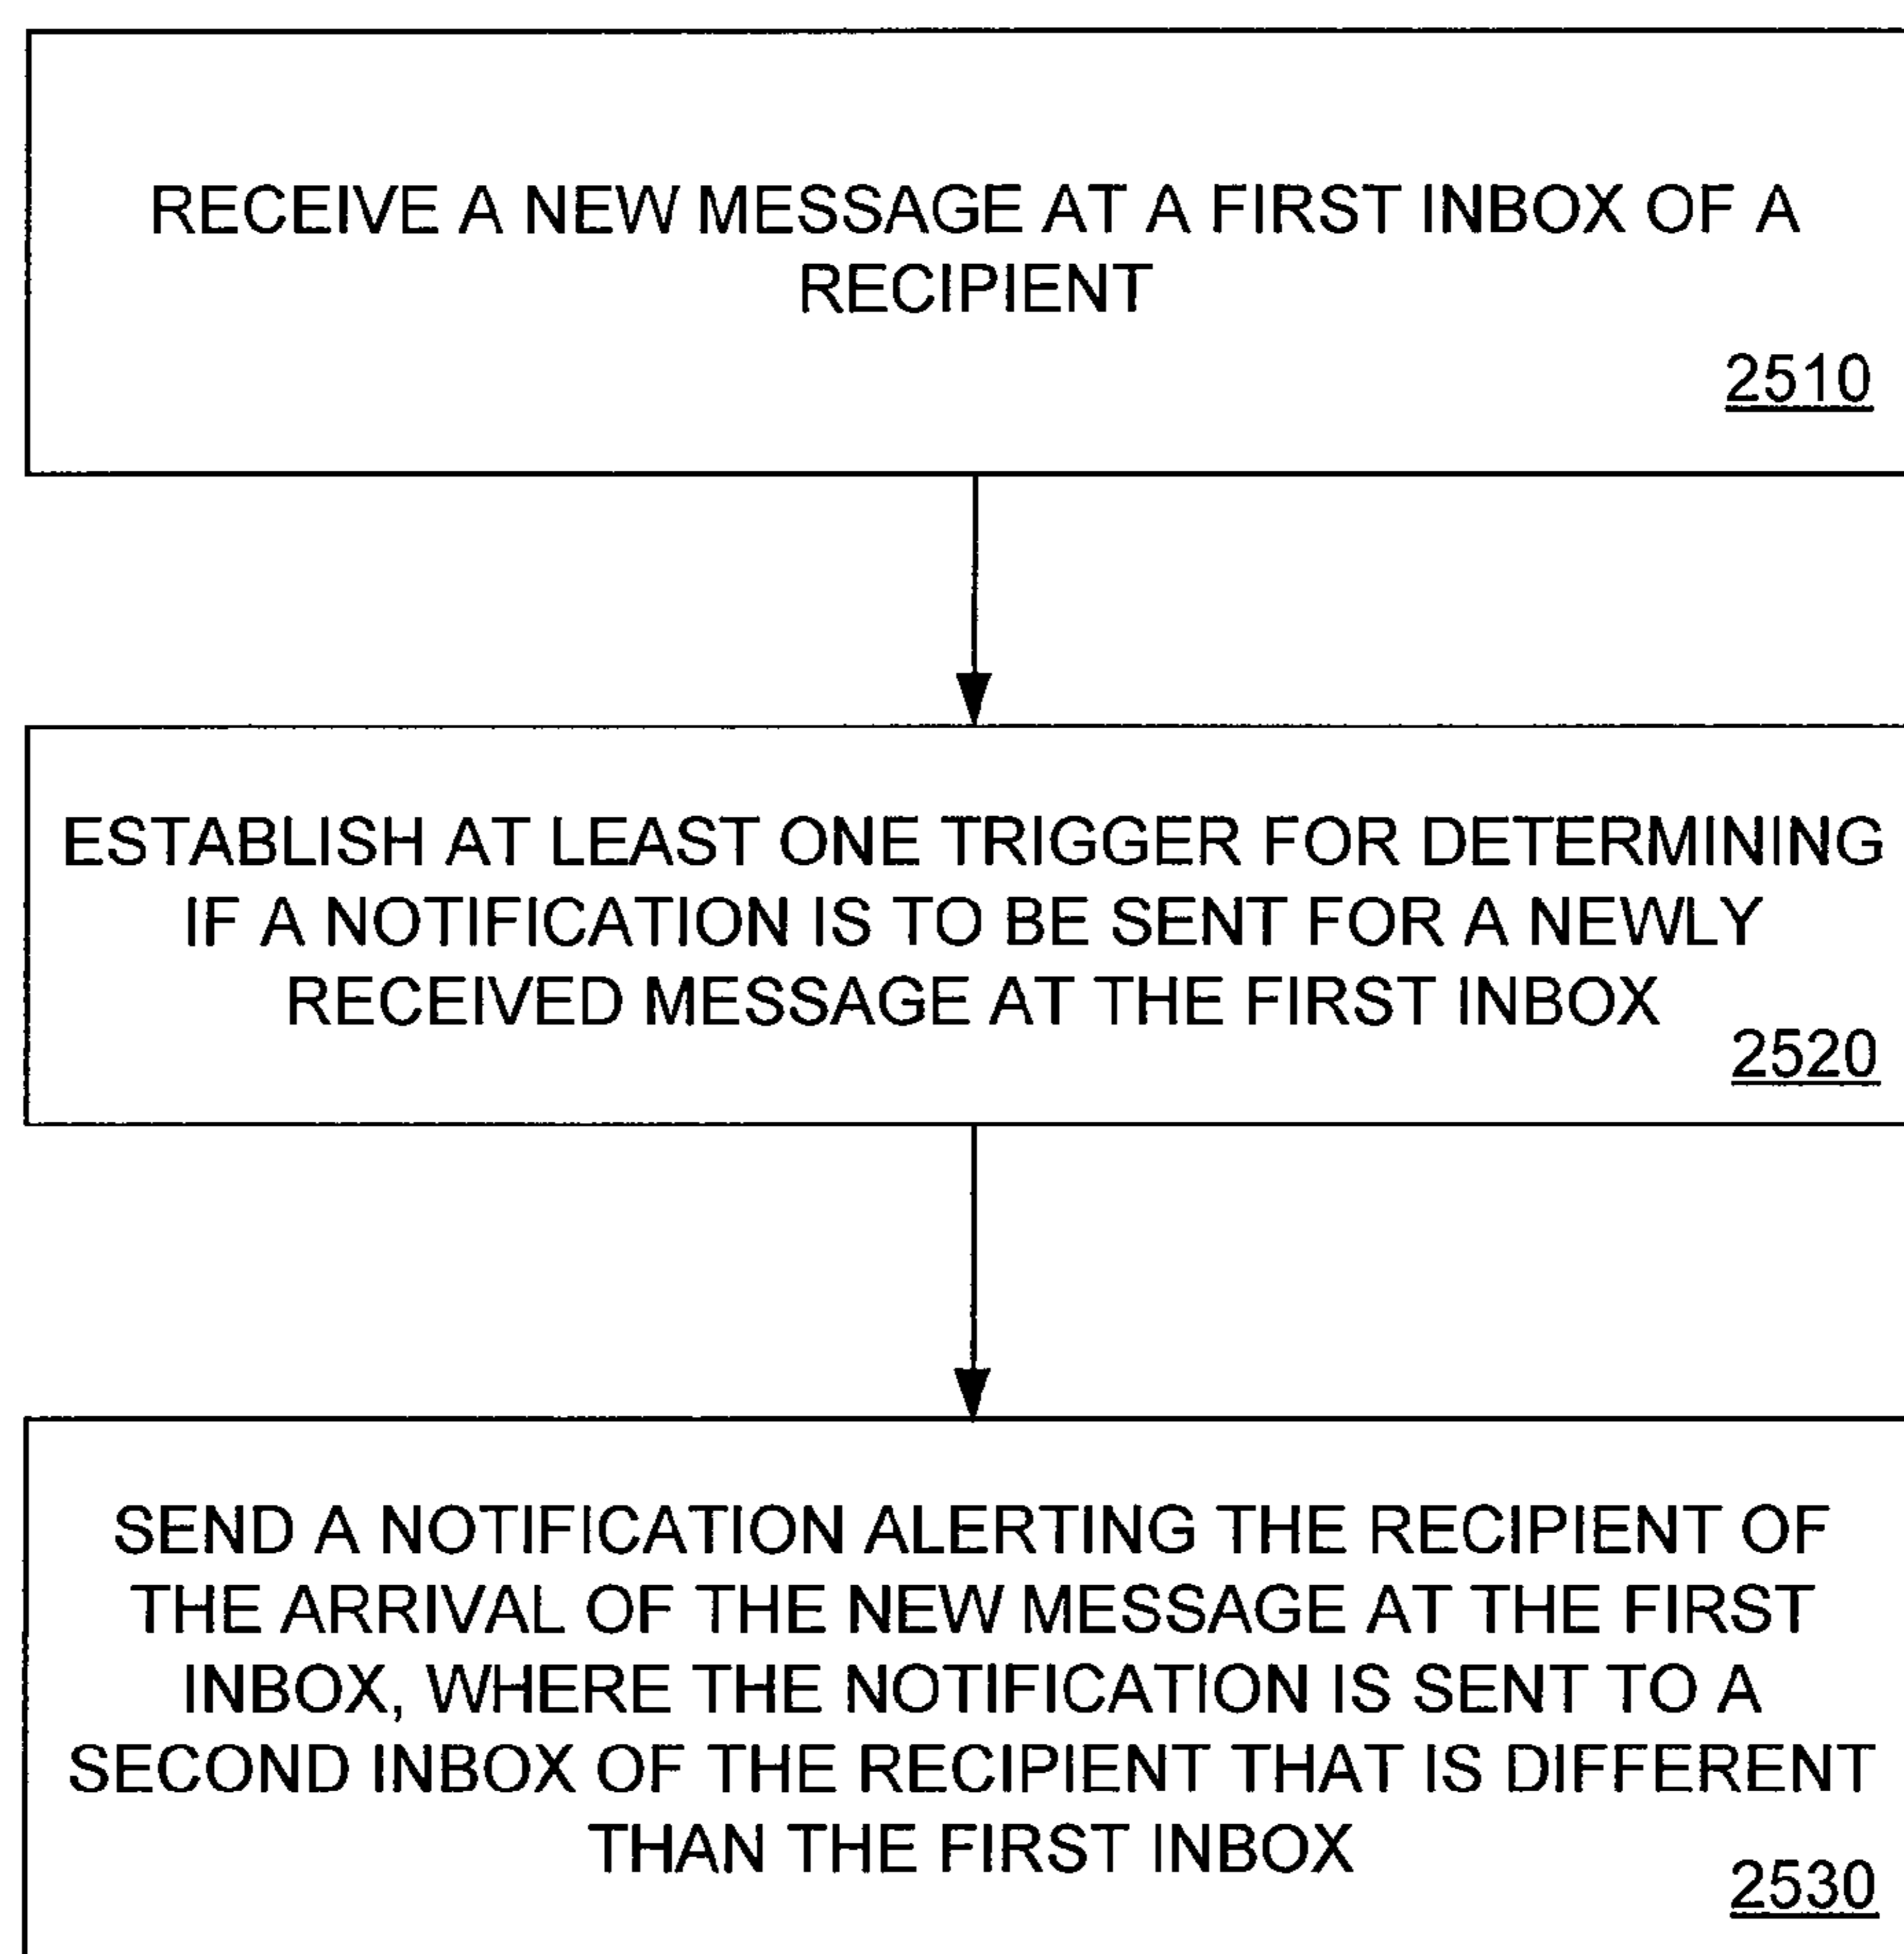 RECEIVE A NEW MESSAGE AT A FIRST INBOX OF A
RECIPIENT
2510
ESTABLISH AT LEAST ONE TRIGGER FOR DETERMINING
IF A NOTIFICATION IS TO BE SENT FOR A NEWLY
RECEIVED MESSAGE AT THE FIRST INBOX
2520
SEND A NOTIFICATION ALERTING THE RECIPIENT OF
THE ARRIVAL OF THE NEW MESSAGE AT THE FIRST
INBOX, WHERE THE NOTIFICATION IS SENT TO A
SECOND INBOX OF THE RECIPIENT THAT IS DIFFERENT
THAN THE FIRST INBOX
2530